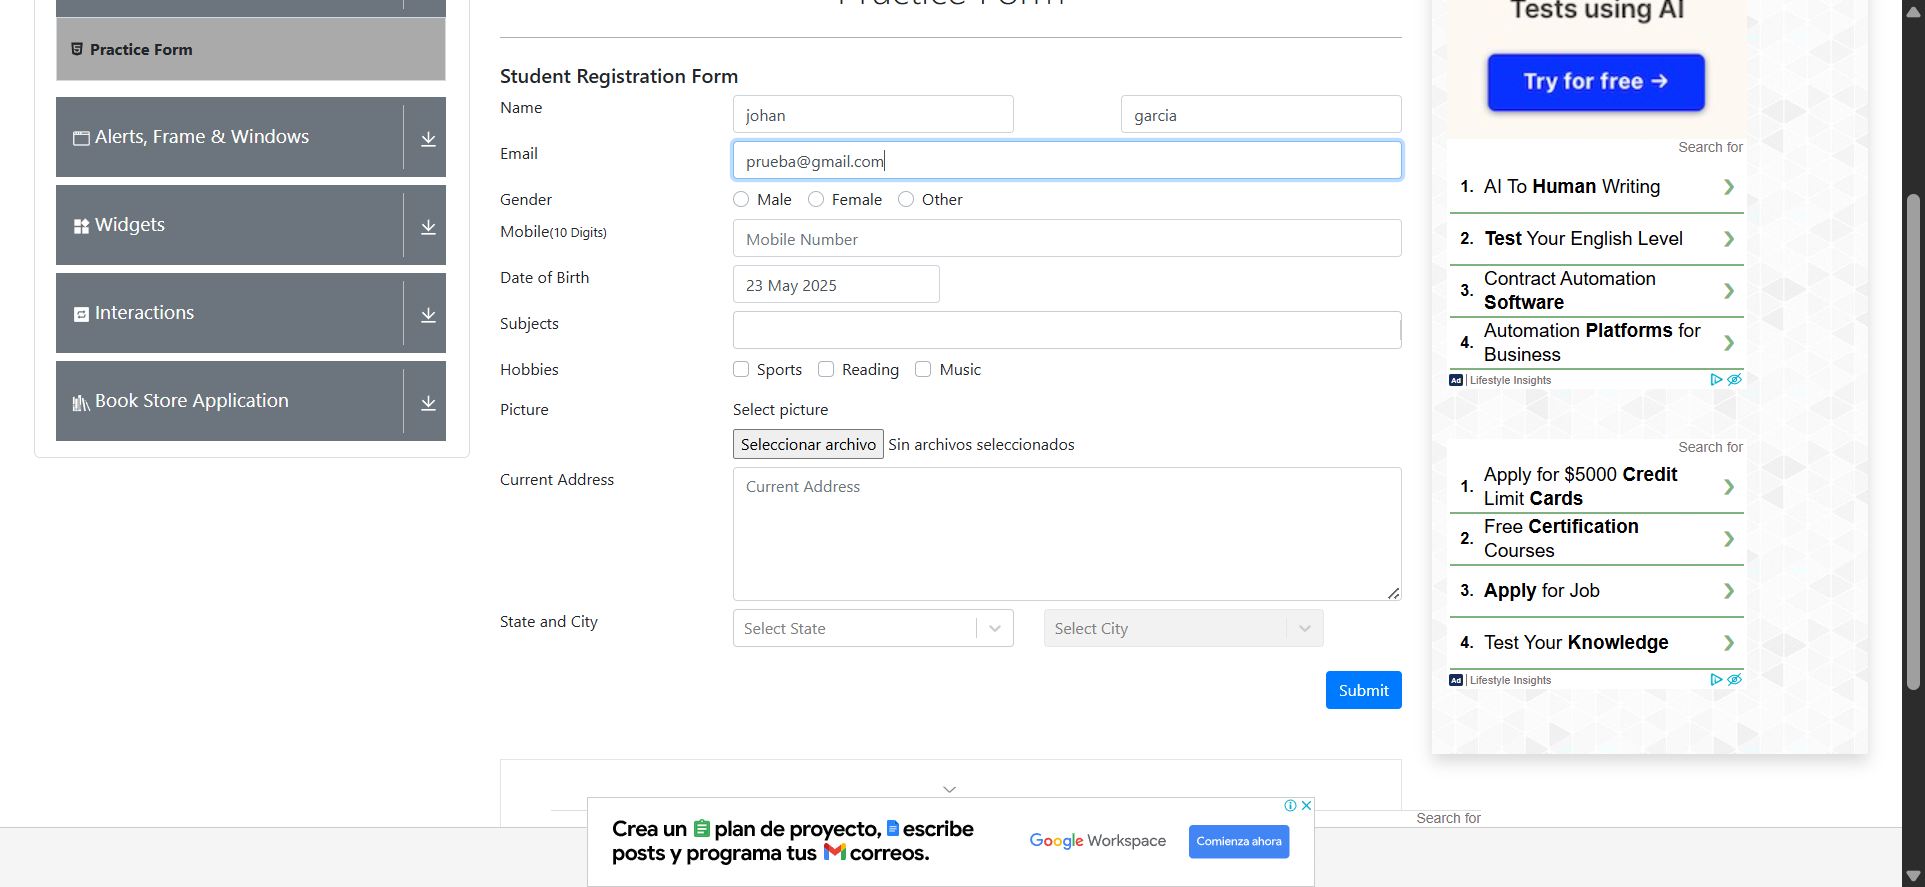 Practice Form
Practice Form
Alerts, Frame & Windows
Widgets
Interactions
Book Store Application
Student Registration Form
Name
johan
garcia
Email
prueba@gmail.com
Gender
Male
Female
Other
Mobile(10 Digits)
Mobile Number
Date of Birth
23 May 2025
Subjects
Hobbies
Sports
Reading
Music
Picture
Select picture
Seleccionar archivo Sin archivos seleccionados
Current Address
Current Address
State and City
Select State
Select City
Submit
Tests using AI
Try for free →
Search for
1. AI To Human Writing
2. Test Your English Level
3. Contract Automation
Software
4. Automation Platforms for
Business
Ad | Lifestyle Insights
Search for
1. Apply for $5000 Credit
Limit Cards
2. Free Certification
Courses
3. Apply for Job
4. Test Your Knowledge
Ad | Lifestyle Insights
Search for
Crea un plan de proyecto, escribe
posts y programa tus correos.
Google Workspace
Comienza ahora